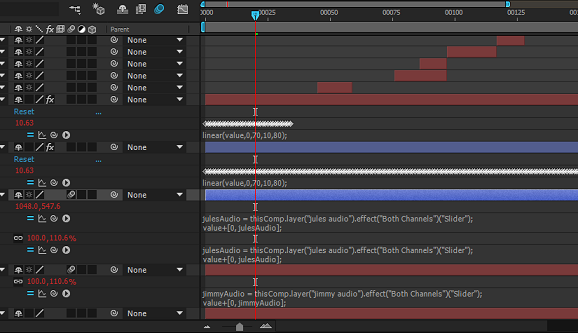 0000 00025 00050 00075 00100 00125
fx Parent
None
None
None
None
None
fx None
Reset ...
10.63
linear(value,0,70,10,80);
fx None
Reset ...
10.63
linear(value,0,70,10,80);
None
1040.0,547.6
julesAudio = thisComp.layer("jules audio").effect("Both Channels")("Slider");
value+[0, julesAudio];
100.0,110.6%
julesAudio = thisComp.layer("jules audio").effect("Both Channels")("Slider");
value+[0, julesAudio];
None
100.0,110.6%
jimmyAudio = thisComp.layer("jimmy audio").effect("Both Channels")("Slider");
value+[0, jimmyAudio];
None